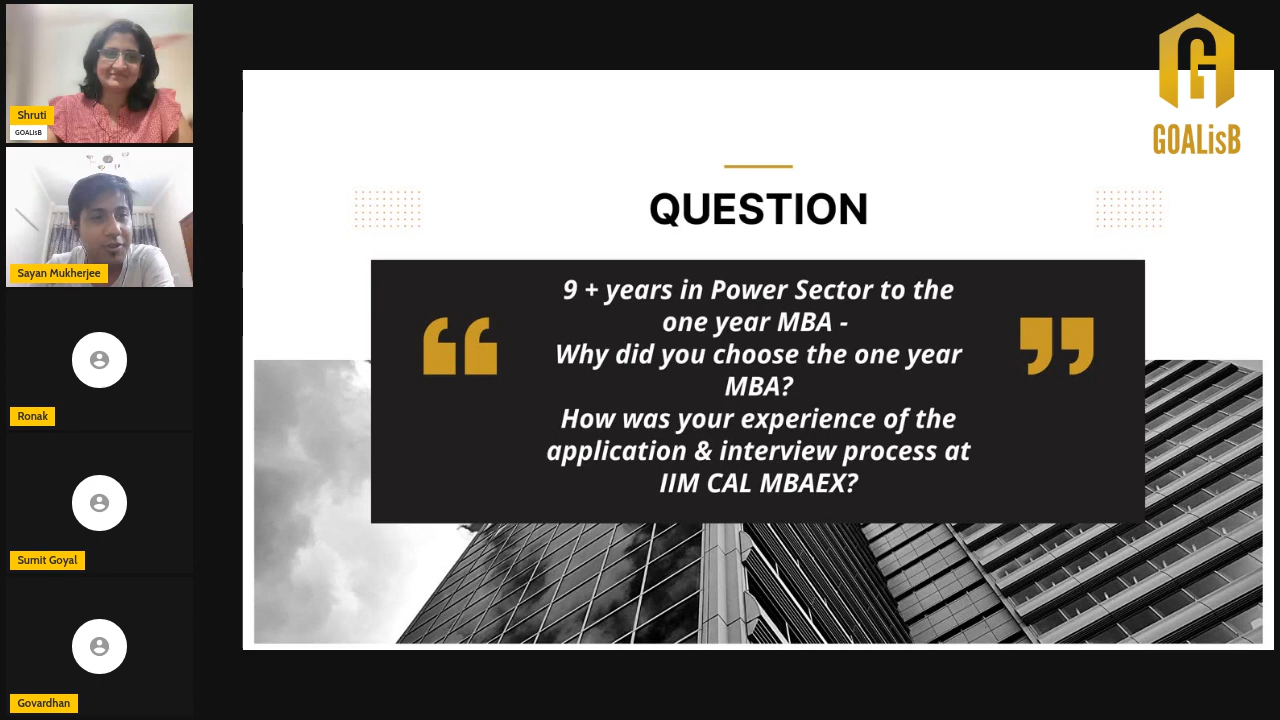 Shruti
GOALisB
Sayan Mukherjee
Ronak
Sumit Goyal
Govardhan
GOALisB
QUESTION
9 + years in Power Sector to the
one year MBA -
Why did you choose the one year
MBA?
How was your experience of the
application & interview process at
IIM CAL MBAEX?